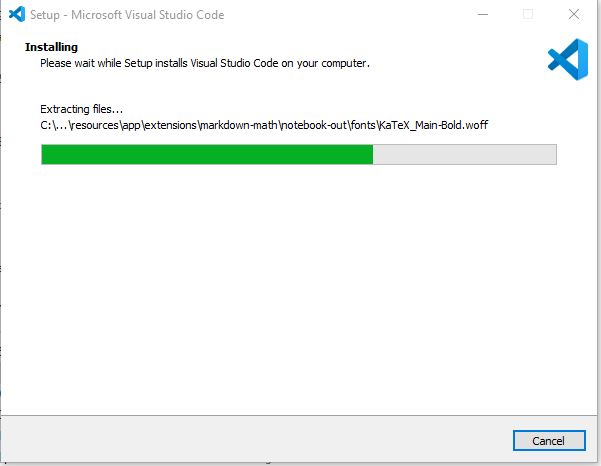 Setup - Microsoft Visual Studio Code
Installing
Please wait while Setup installs Visual Studio Code on your computer.
Extracting files...
C:\...\resources\app\extensions\markdown-math\notebook-out\fonts\KaTeX_Main-Bold.woff
Cancel